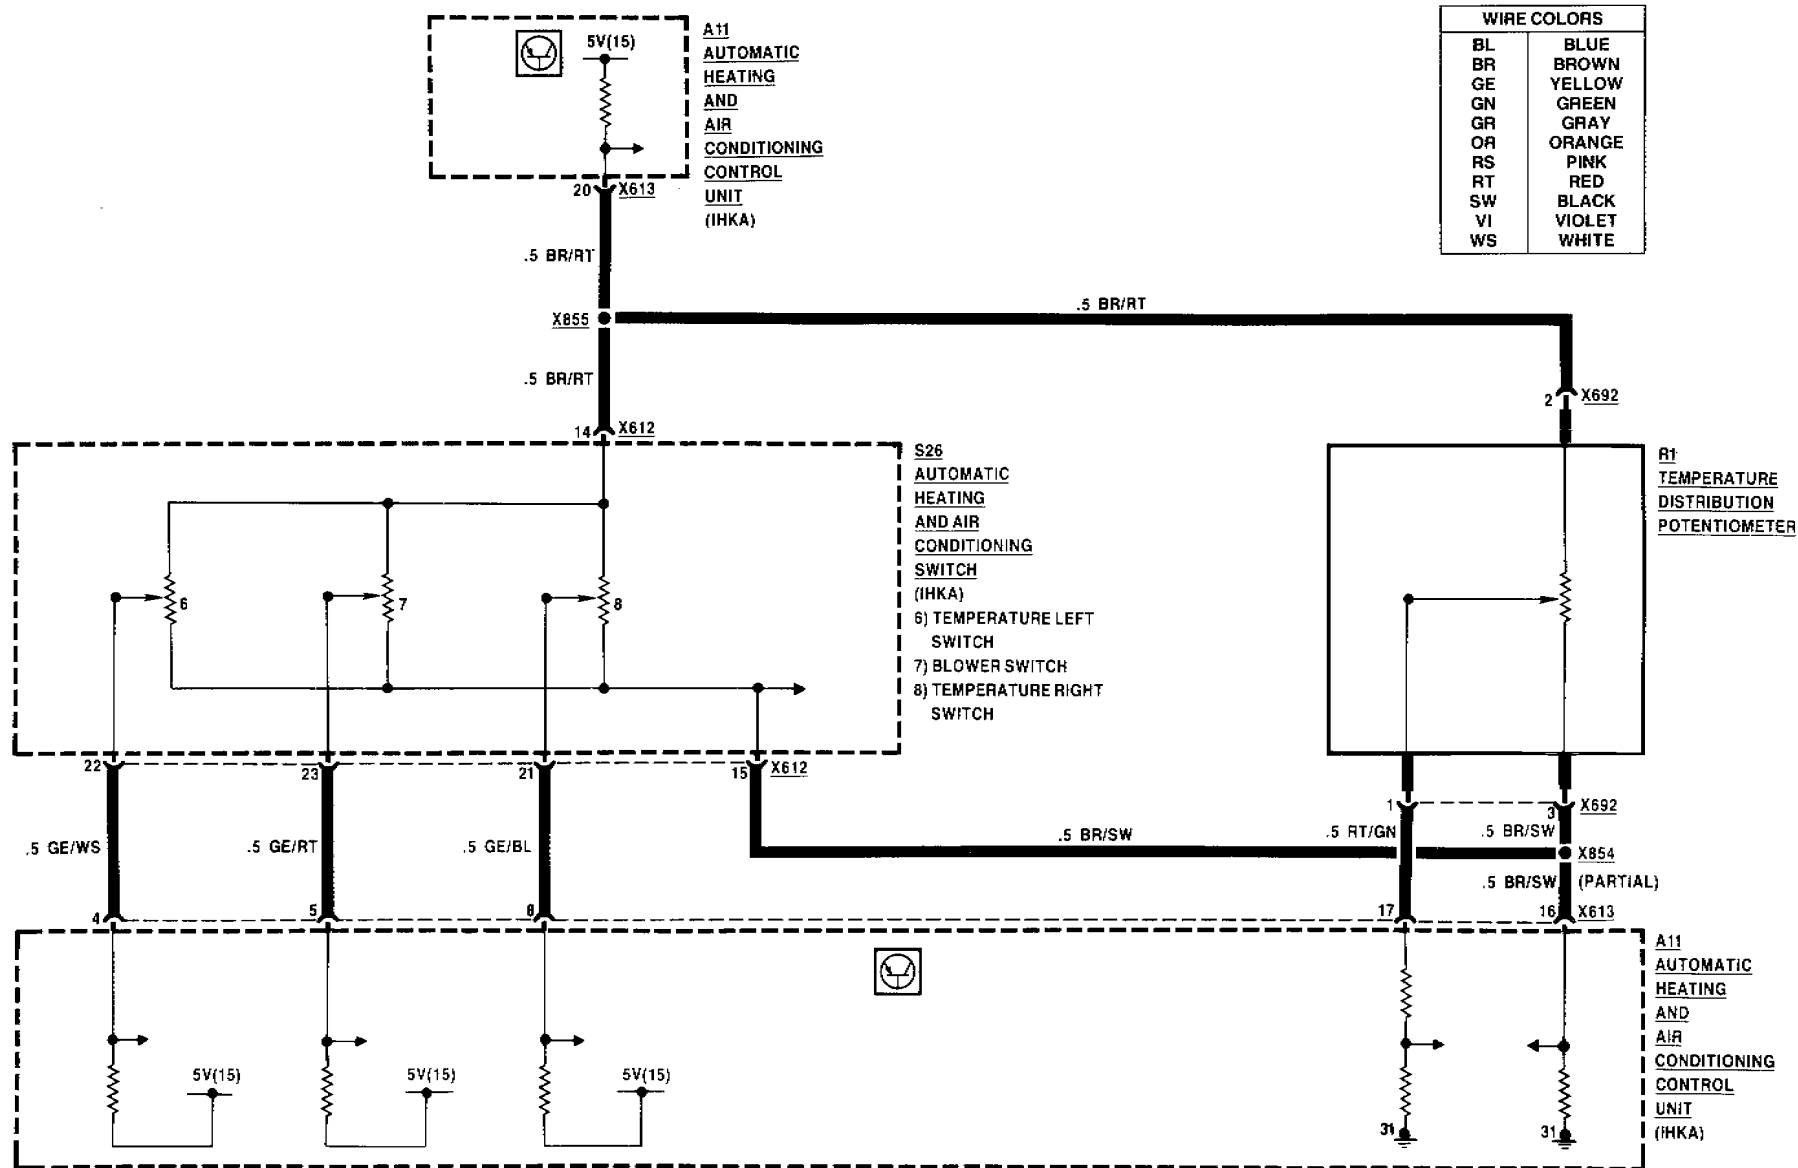 5V(15)
A11
AUTOMATIC
HEATING
AND
AIR
CONDITIONING
CONTROL
UNIT
(IHKA)
WIRE COLORS
BL BLUE
BR BROWN
GE YELLOW
GN GREEN
GR GRAY
OR ORANGE
RS PINK
RT RED
SW BLACK
VI VIOLET
WS WHITE
20 X613
.5 BR/RT
X855
.5 BR/RT
.5 BR/RT
14 X612
2 X692
S26
AUTOMATIC
HEATING
AND AIR
CONDITIONING
SWITCH
(IHKA)
6) TEMPERATURE LEFT
SWITCH
7) BLOWER SWITCH
8) TEMPERATURE RIGHT
SWITCH
R1
TEMPERATURE
DISTRIBUTION
POTENTIOMETER
6
7
8
22
23
21
15 X612
1
3 X692
.5 GE/WS
.5 GE/RT
.5 GE/BL
.5 BR/SW
.5 RT/GN
.5 BR/SW
X854
.5 BR/SW (PARTIAL)
4
5
17
16 X613
A11
AUTOMATIC
HEATING
AND
AIR
CONDITIONING
CONTROL
UNIT
(IHKA)
5V(15)
5V(15)
5V(15)
31
31